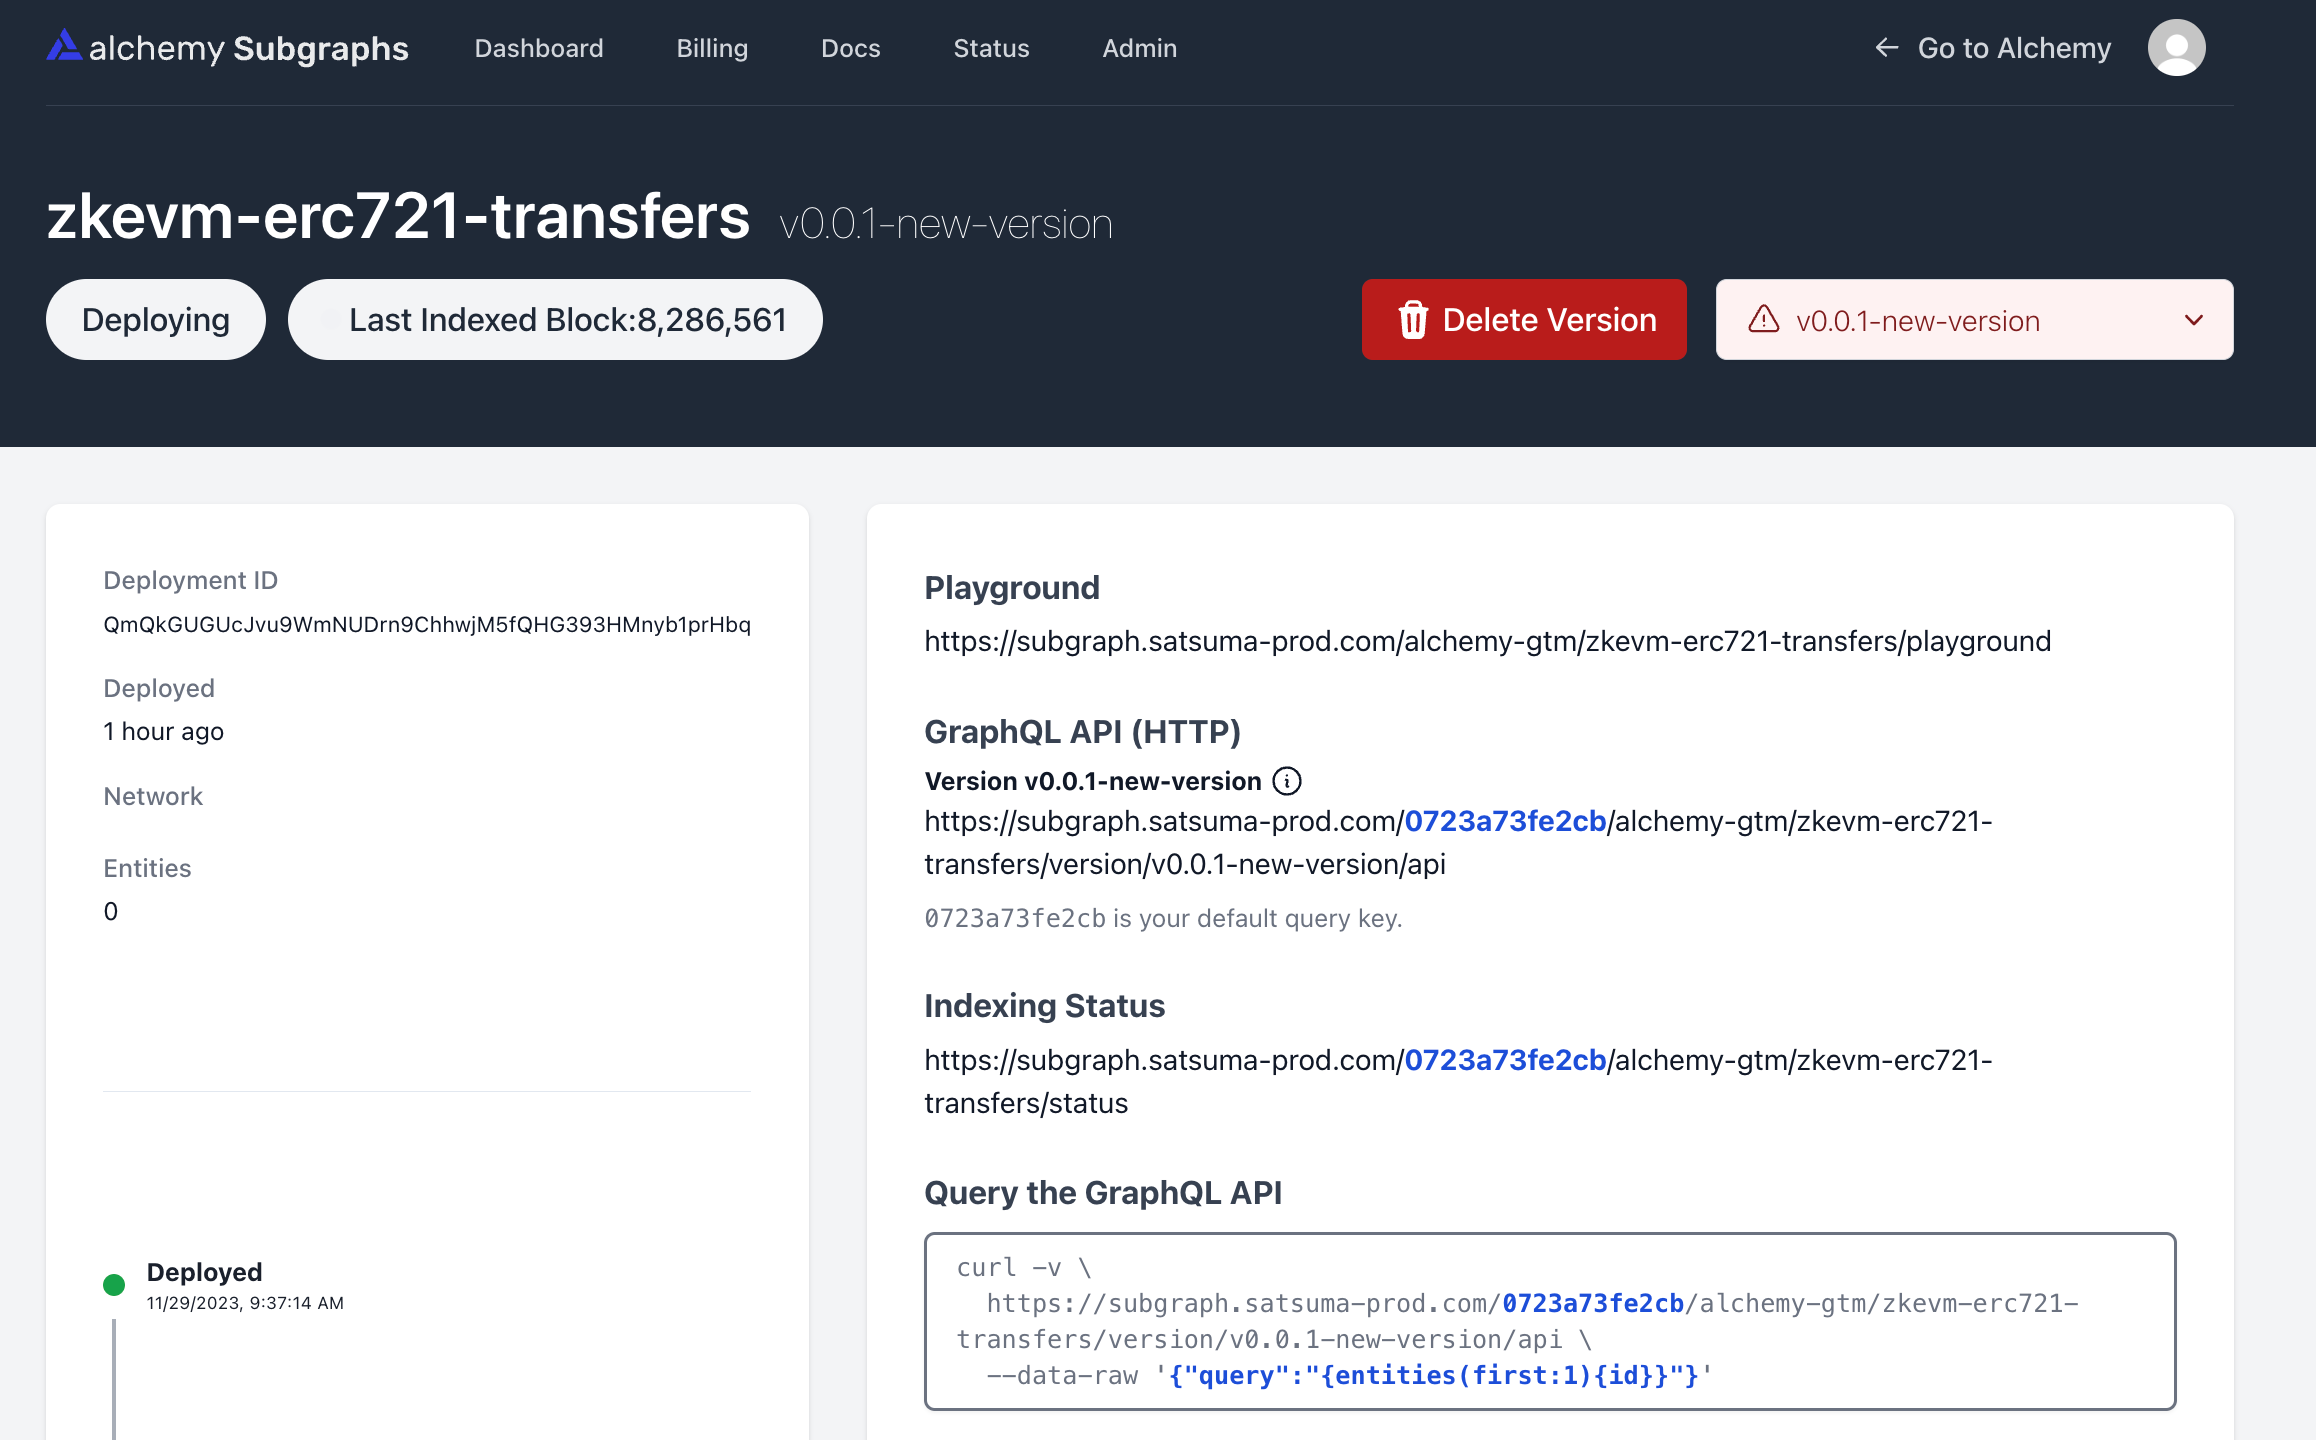 alchemy Subgraphs Dashboard Billing Docs Status Admin ← Go to Alchemy
zkevm-erc721-transfers v0.0.1-new-version
Deploying Last Indexed Block:8,286,561 Delete Version v0.0.1-new-version
Deployment ID
QmQkGUGUcJvu9WmNUDrn9ChhwjM5fQHG393HMnyb1prHbq
Deployed
1 hour ago
Network
Entities
0
Deployed
11/29/2023, 9:37:14 AM
Playground
https://subgraph.satsuma-prod.com/alchemy-gtm/zkevm-erc721-transfers/playground
GraphQL API (HTTP)
Version v0.0.1-new-version
https://subgraph.satsuma-prod.com/0723a73fe2cb/alchemy-gtm/zkevm-erc721-
transfers/version/v0.0.1-new-version/api
0723a73fe2cb is your default query key.
Indexing Status
https://subgraph.satsuma-prod.com/0723a73fe2cb/alchemy-gtm/zkevm-erc721-
transfers/status
Query the GraphQL API
curl -v \
https://subgraph.satsuma-prod.com/0723a73fe2cb/alchemy-gtm/zkevm-erc721-
transfers/version/v0.0.1-new-version/api \
--data-raw '{"query":"{entities(first:1){id}}"}'